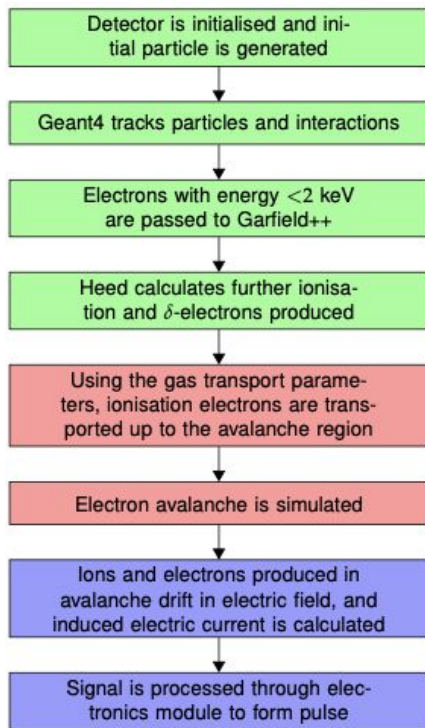 Detector is initialised and ini-
tial particle is generated
Geant4 tracks particles and interactions
Electrons with energy <2 keV
are passed to Garfield++
Heed calculates further ionisa-
tion and δ-electrons produced
Using the gas transport parame-
ters, ionisation electrons are trans-
ported up to the avalanche region
Electron avalanche is simulated
Ions and electrons produced in
avalanche drift in electric field, and
induced electric current is calculated
Signal is processed through elec-
tronics module to form pulse